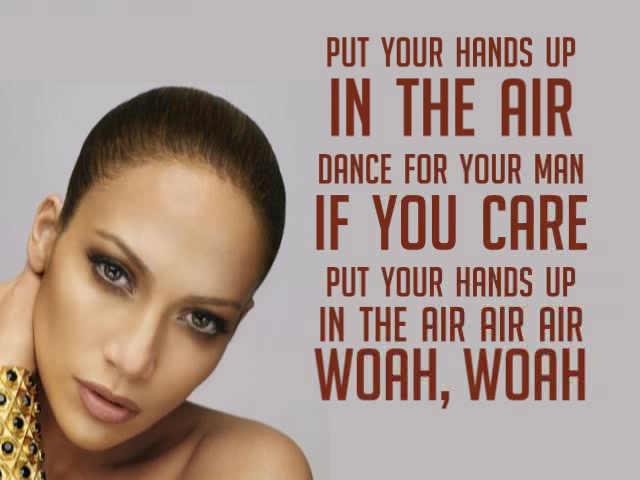 PUT YOUR HANDS UP
IN THE AIR
DANCE FOR YOUR MAN
IF YOU CARE
PUT YOUR HANDS UP
IN THE AIR AIR AIR
WOAH, WOAH